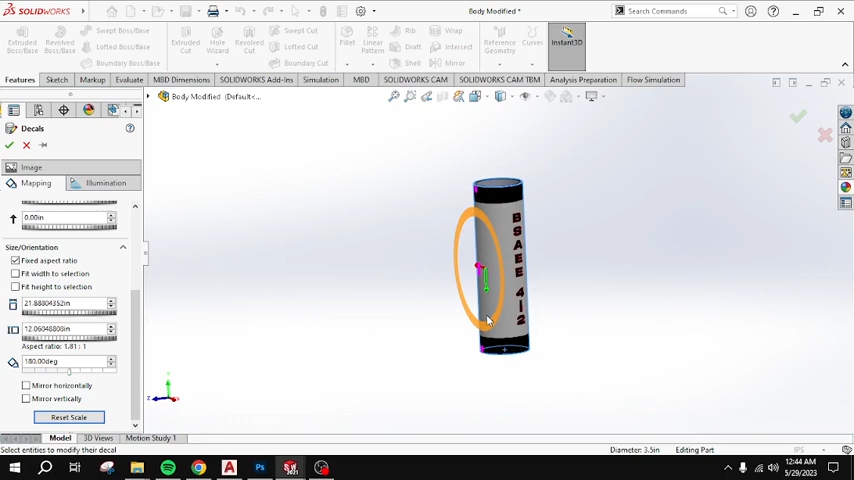 SOLIDWORKS
Body Modified *
Search Commands
Extruded Boss/Base
Revolved Boss/Base
Swept Boss/Base
Lofted Boss/Base
Boundary Boss/Base
Extruded Cut
Hole Wizard
Revolved Cut
Swept Cut
Lofted Cut
Boundary Cut
Fillet
Linear Pattern
Rib
Draft
Shell
Wrap
Intersect
Mirror
Reference Geometry
Curves
Instant3D
Features
Sketch
Markup
Evaluate
MBD Dimensions
SOLIDWORKS Add-Ins
Simulation
MBD
SOLIDWORKS CAM
SOLIDWORKS CAM TBM
Analysis Preparation
Flow Simulation
Body Modified (Default<...
Decals
Image
Mapping
Illumination
0.00in
Size/Orientation
Fixed aspect ratio
Fit width to selection
Fit height to selection
21.88804352in
12.06048808in
Aspect ratio: 1.81 : 1
180.00deg
Mirror horizontally
Mirror vertically
Reset Scale
BSAEE 4|2
Model
3D Views
Motion Study 1
Select entities to modify their decal
Diameter: 3.5in
Editing Part
IPS
12:44 AM
5/29/2023